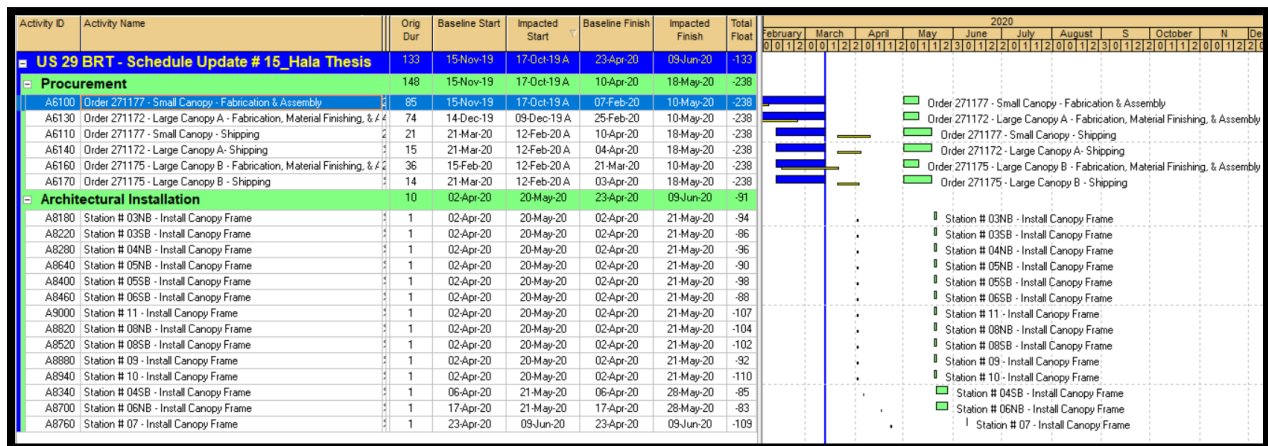 Activity ID Activity Name Orig Dur Baseline Start Impacted Start Baseline Finish Impacted Finish Total Float 2020
February March April May June July August S October N De
US 29 BRT - Schedule Update # 15_Hala Thesis 133 15-Nov-19 17-Oct-19 A 23-Apr-20 09-Jun-20 -133
Procurement 148 15-Nov-19 17-Oct-19 A 10-Apr-20 18-May-20 -238
A6100 Order 271177 - Small Canopy - Fabrication & Assembly 85 15-Nov-19 17-Oct-19 A 07-Feb-20 10-May-20 -238 Order 271177 - Small Canopy - Fabrication & Assembly
A6130 Order 271172 - Large Canopy A - Fabrication, Material Finishing, & 74 14-Dec-19 09-Dec-19 A 25-Feb-20 10-May-20 -238 Order 271172 - Large Canopy A - Fabrication, Material Finishing, & Assembly
A6110 Order 271177 - Small Canopy - Shipping 21 21-Mar-20 12-Feb-20 A 10-Apr-20 18-May-20 -238 Order 271177 - Small Canopy - Shipping
A6140 Order 271172 - Large Canopy A- Shipping 15 21-Mar-20 12-Feb-20 A 04-Apr-20 18-May-20 -238 Order 271172 - Large Canopy A- Shipping
A6160 Order 271175 - Large Canopy B - Fabrication, Material Finishing, & 36 15-Feb-20 12-Feb-20 A 21-Mar-20 10-May-20 -238 Order 271175 - Large Canopy B - Fabrication, Material Finishing, & Assembly
A6170 Order 271175 - Large Canopy B - Shipping 14 21-Mar-20 12-Feb-20 A 03-Apr-20 18-May-20 -238 Order 271175 - Large Canopy B - Shipping
Architectural Installation 10 02-Apr-20 20-May-20 23-Apr-20 09-Jun-20 -91
A8180 Station # 03NB - Install Canopy Frame 1 02-Apr-20 20-May-20 02-Apr-20 21-May-20 -94 Station # 03NB - Install Canopy Frame
A8220 Station # 03SB - Install Canopy Frame 1 02-Apr-20 20-May-20 02-Apr-20 21-May-20 -86 Station # 03SB - Install Canopy Frame
A8280 Station # 04NB - Install Canopy Frame 1 02-Apr-20 20-May-20 02-Apr-20 21-May-20 -96 Station # 04NB - Install Canopy Frame
A8640 Station # 05NB - Install Canopy Frame 1 02-Apr-20 20-May-20 02-Apr-20 21-May-20 -90 Station # 05NB - Install Canopy Frame
A8400 Station # 05SB - Install Canopy Frame 1 02-Apr-20 20-May-20 02-Apr-20 21-May-20 -98 Station # 05SB - Install Canopy Frame
A8460 Station # 06SB - Install Canopy Frame 1 02-Apr-20 20-May-20 02-Apr-20 21-May-20 -88 Station # 06SB - Install Canopy Frame
A9000 Station # 11 - Install Canopy Frame 1 02-Apr-20 20-May-20 02-Apr-20 21-May-20 -107 Station # 11 - Install Canopy Frame
A8820 Station # 08NB - Install Canopy Frame 1 02-Apr-20 20-May-20 02-Apr-20 21-May-20 -104 Station # 08NB - Install Canopy Frame
A8520 Station # 08SB - Install Canopy Frame 1 02-Apr-20 20-May-20 02-Apr-20 21-May-20 -102 Station # 08SB - Install Canopy Frame
A8880 Station # 09 - Install Canopy Frame 1 02-Apr-20 20-May-20 02-Apr-20 21-May-20 -92 Station # 09 - Install Canopy Frame
A8940 Station # 10 - Install Canopy Frame 1 02-Apr-20 20-May-20 02-Apr-20 21-May-20 -110 Station # 10 - Install Canopy Frame
A8340 Station # 04SB - Install Canopy Frame 1 06-Apr-20 21-May-20 06-Apr-20 28-May-20 -85 Station # 04SB - Install Canopy Frame
A8700 Station # 06NB - Install Canopy Frame 1 17-Apr-20 21-May-20 17-Apr-20 28-May-20 -83 Station # 06NB - Install Canopy Frame
A8760 Station # 07 - Install Canopy Frame 1 23-Apr-20 09-Jun-20 23-Apr-20 09-Jun-20 -109 Station # 07 - Install Canopy Frame